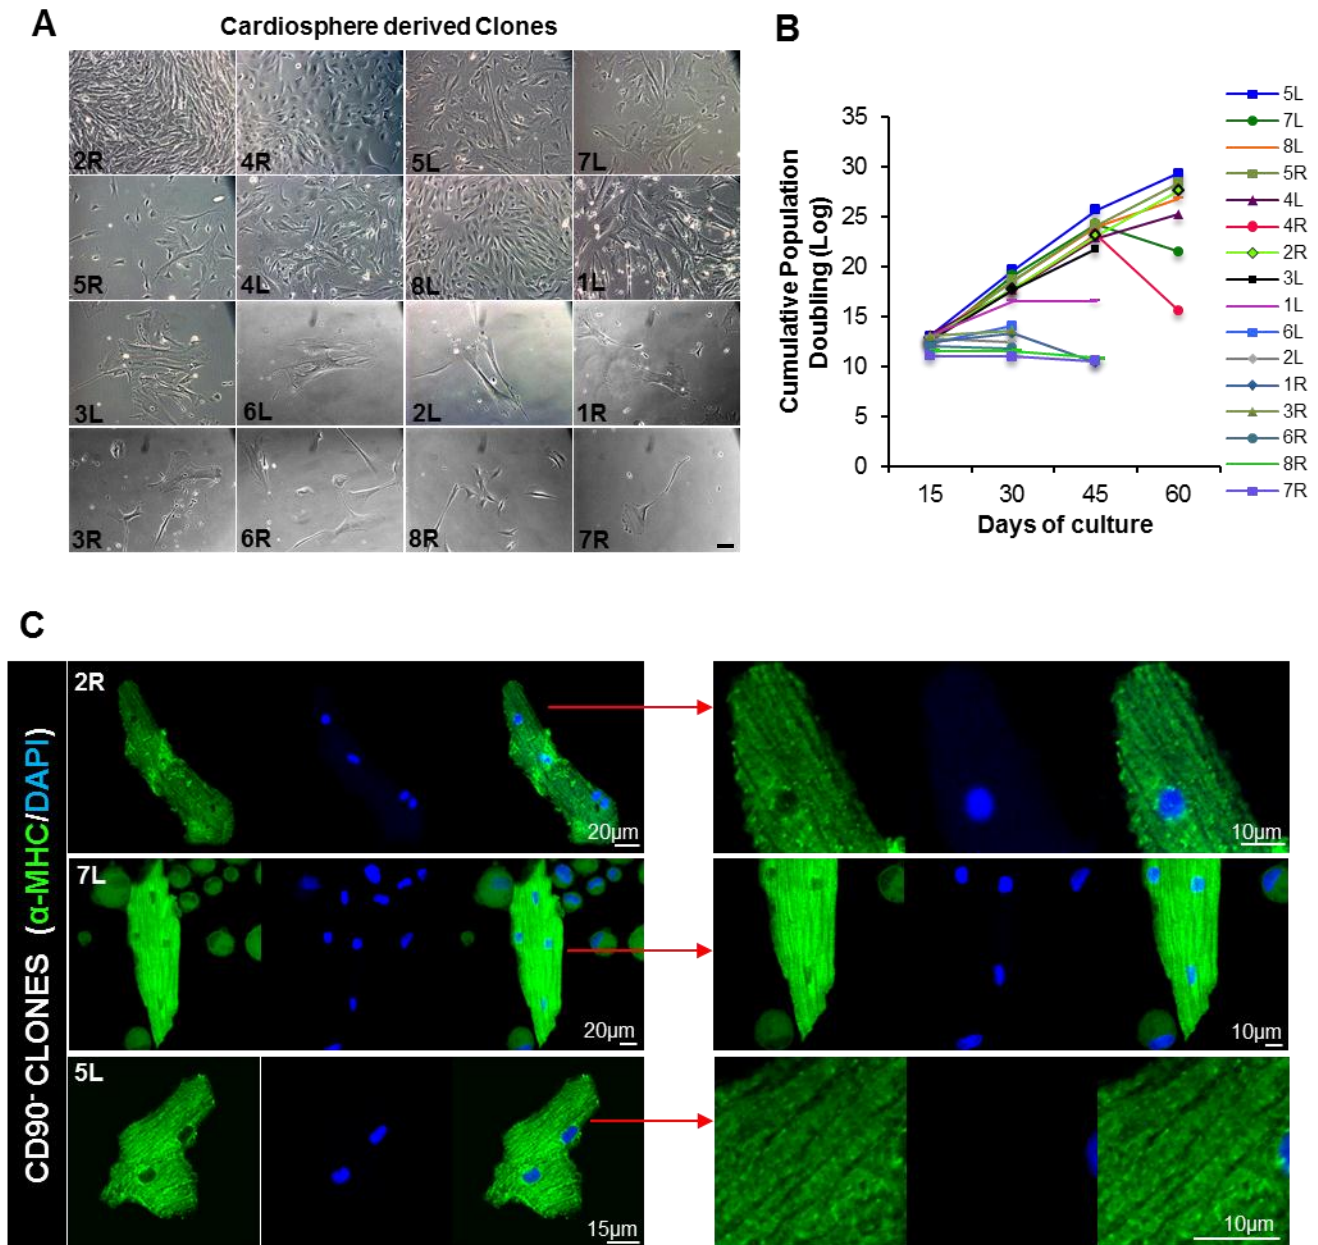 A
Cardiosphere derived Clones
2R
4R
5L
7L
5R
4L
8L
1L
3L
6L
2L
1R
3R
6R
8R
7R
B
Cumulative Population
Doubling (Log)
35
30
25
20
15
10
5
0
15
30
45
60
Days of culture
5L
7L
8L
5R
4L
4R
2R
3L
1L
6L
2L
1R
3R
6R
8R
7R
C
CD90- CLONES (α-MHC/DAPI)
2R
20µm
10µm
7L
20µm
10µm
5L
15µm
10µm